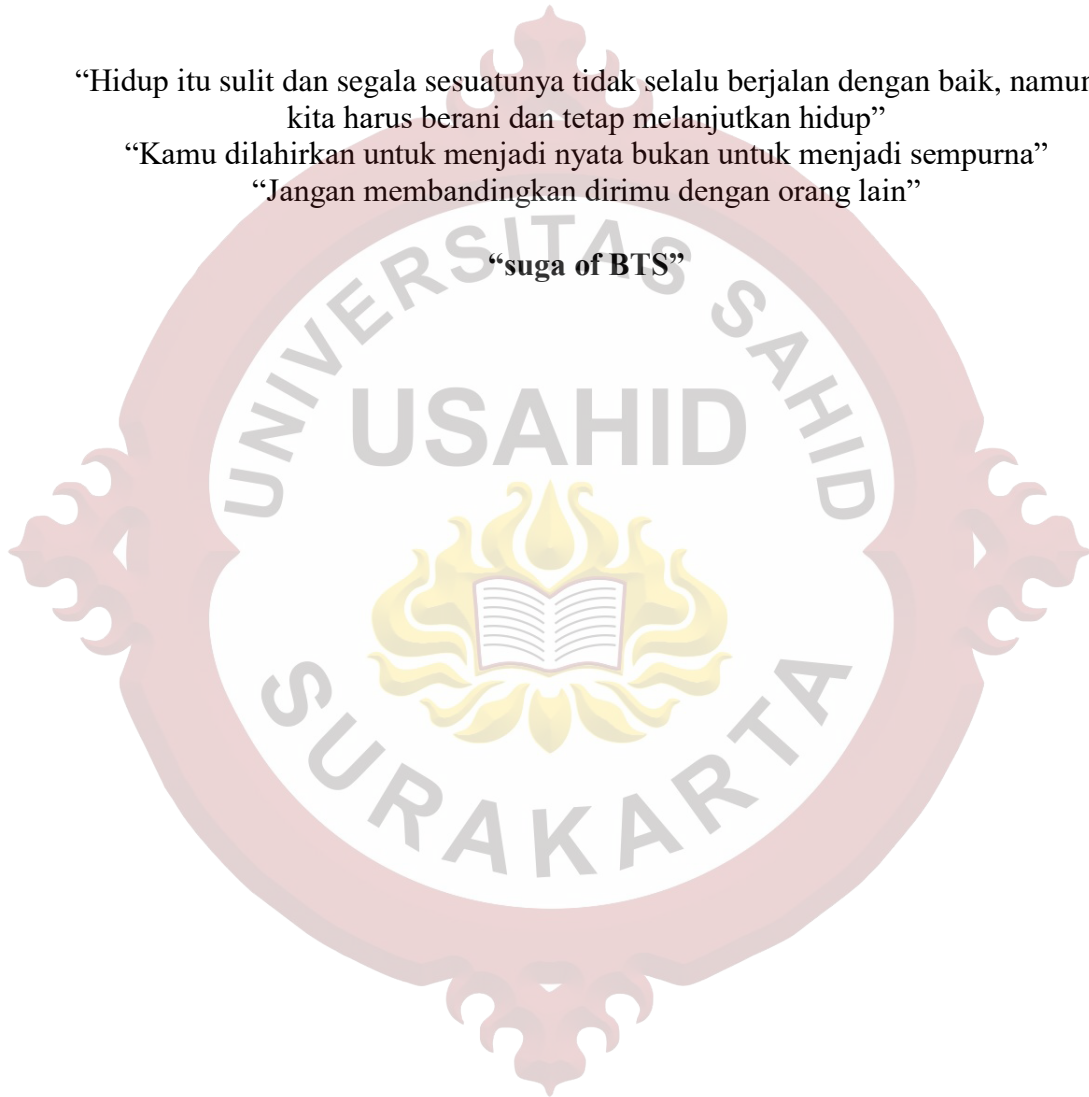 “Hidup itu sulit dan segala sesuatunya tidak selalu berjalan dengan baik, namun
kita harus berani dan tetap melanjutkan hidup”
“Kamu dilahirkan untuk menjadi nyata bukan untuk menjadi sempurna”
“Jangan membandingkan dirimu dengan orang lain”
“suga of BTS”
UNIVERSITAS SAHID
USAHID
SURAKARTA